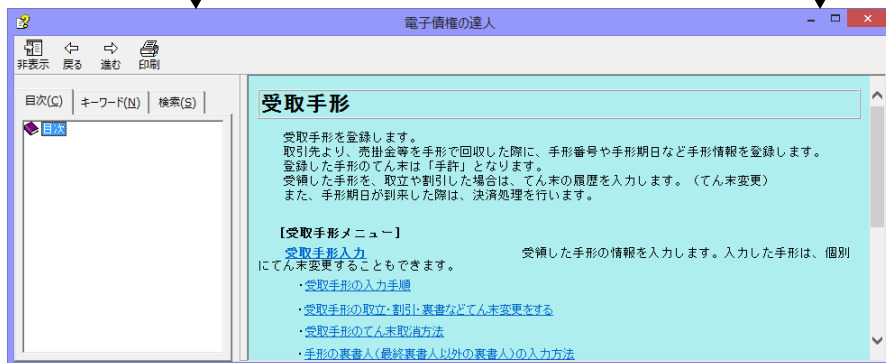 電子債権の達人
非表示 戻る 進む 印刷
目次(C) キーワード(N) 検索(S)
目次
受取手形
受取手形を登録します。
取引先より、売掛金等を手形で回収した際に、手形番号や手形期日など手形情報を登録します。
登録した手形のてん末は「手許」となります。
受領した手形を、取立や割引した場合は、てん末の履歴を入力します。（てん末変更）
また、手形期日が到来した際は、決済処理を行います。
[受取手形メニュー]
受取手形入力 受領した手形の情報を入力します。入力した手形は、個別
にてん末変更することもできます。
・受取手形の入力手順
・受取手形の取立・割引・裏書などてん末変更をする
・受取手形のてん末取消方法
・手形の裏書人(最終裏書人以外の裏書人)の入力方法